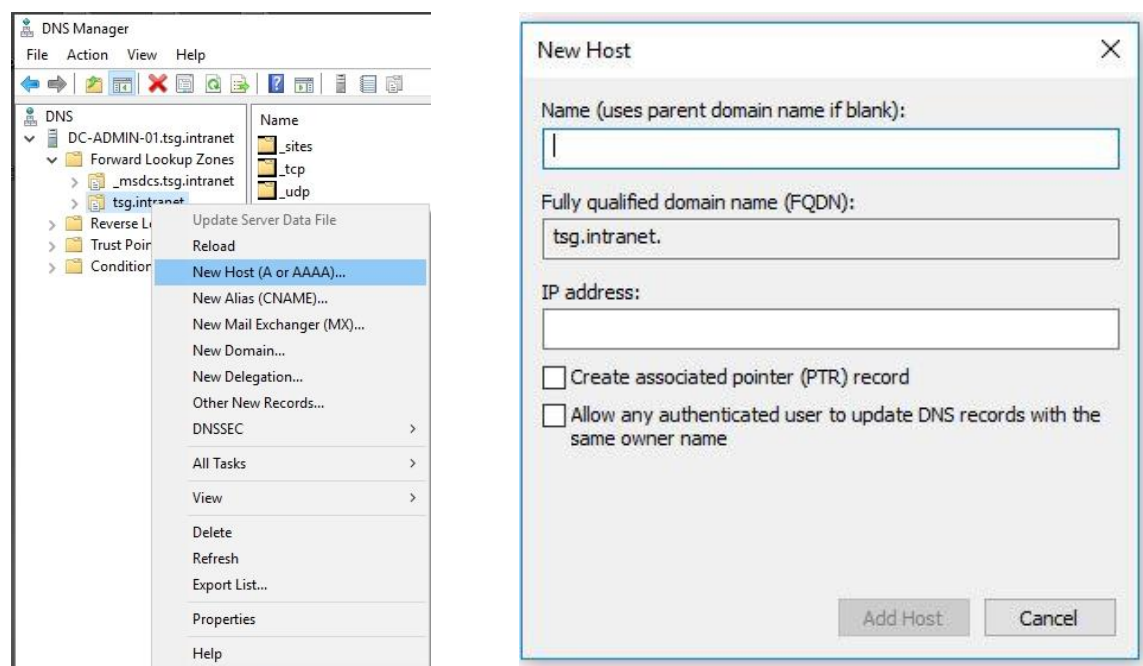 DNS Manager
File Action View Help
DNS
DC-ADMIN-01.tsg.intranet
Forward Lookup Zones
_msdcs.tsg.intranet
tsg.intranet
Reverse L
Trust Poin
Condition
Name
_sites
_tcp
_udp
Update Server Data File
Reload
New Host (A or AAAA)...
New Alias (CNAME)...
New Mail Exchanger (MX)...
New Domain...
New Delegation...
Other New Records...
DNSSEC
All Tasks
View
Delete
Refresh
Export List...
Properties
Help
New Host
Name (uses parent domain name if blank):
Fully qualified domain name (FQDN):
tsg.intranet.
IP address:
Create associated pointer (PTR) record
Allow any authenticated user to update DNS records with the
same owner name
Add Host Cancel